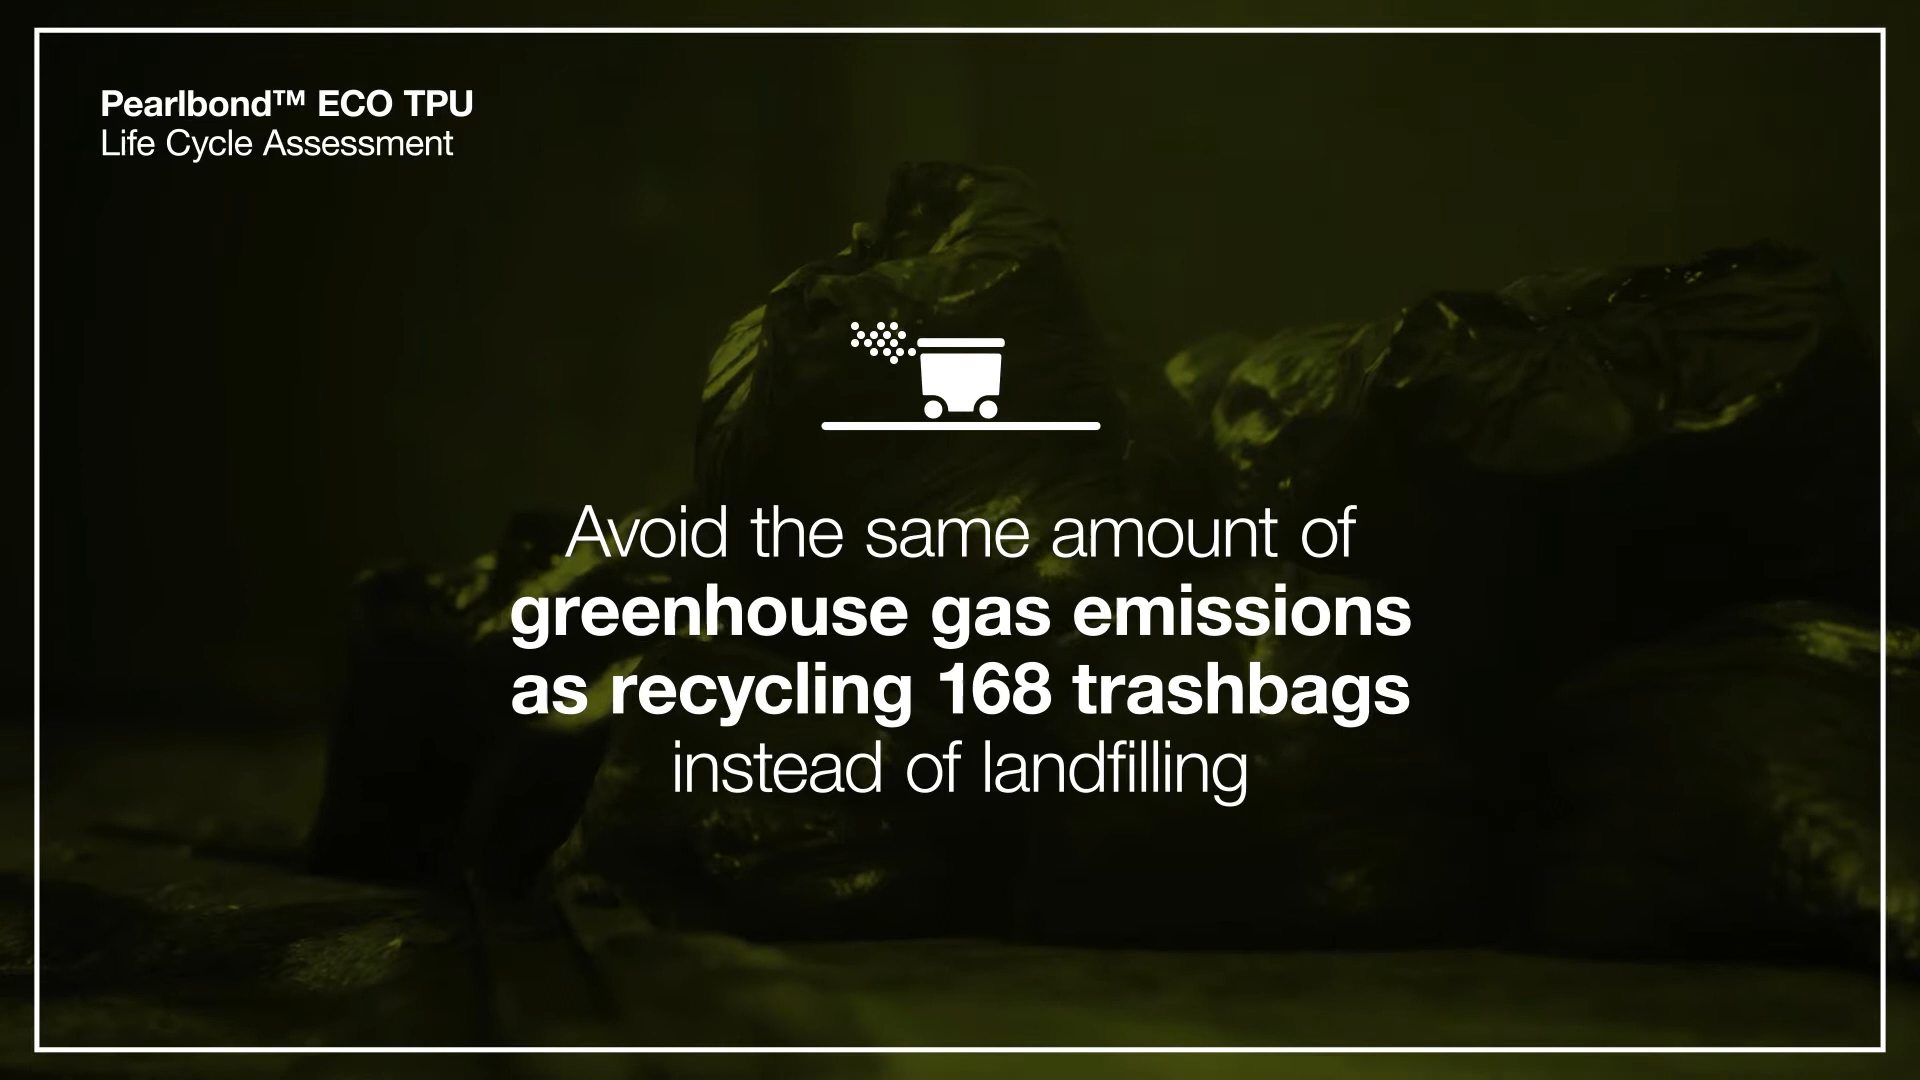 Pearlbond™ ECO TPU
Life Cycle Assessment
Avoid the same amount of
greenhouse gas emissions
as recycling 168 trashbags
instead of landfilling